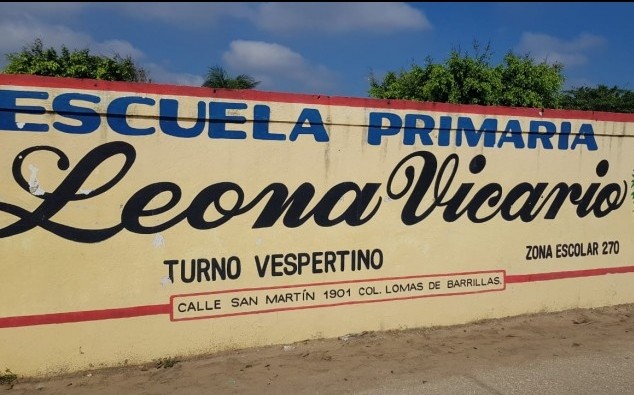 ESCUELA PRIMARIA
Leona Vicario
TURNO VESPERTINO
ZONA ESCOLAR 270
CALLE SAN MARTÍN 1901 COL. LOMAS DE BARRILLAS.